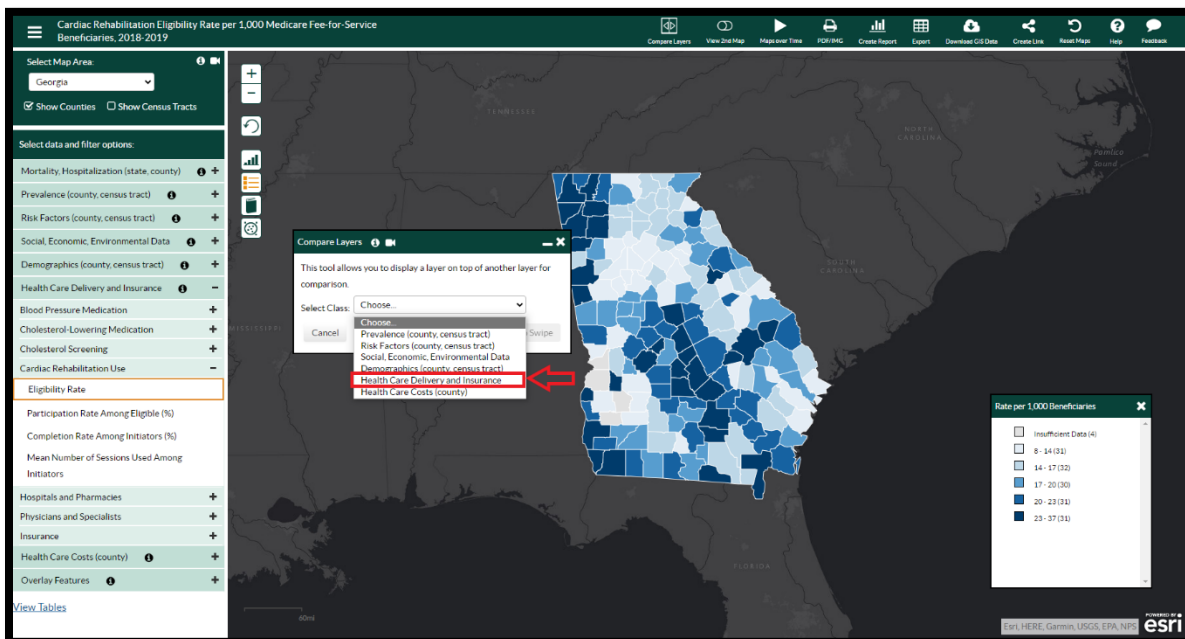 Cardiac Rehabilitation Eligibility Rate per 1,000 Medicare Fee-for-Service
Beneficiaries, 2018-2019
Compare Layers
View 2nd Map
Maps over Time
PDF/IMG
Create Report
Export
Download GIS Data
Create Link
Reset Maps
Help
Feedback
Select Map Area:
Georgia
Show Counties
Show Census Tracts
Select data and filter options:
Mortality, Hospitalization (state, county)
Prevalence (county, census tract)
Risk Factors (county, census tract)
Social, Economic, Environmental Data
Demographics (county, census tract)
Health Care Delivery and Insurance
Blood Pressure Medication
Cholesterol-Lowering Medication
Cholesterol Screening
Cardiac Rehabilitation Use
Eligibility Rate
Participation Rate Among Eligible (%)
Completion Rate Among Initiators (%)
Mean Number of Sessions Used Among
Initiators
Hospitals and Pharmacies
Physicians and Specialists
Insurance
Health Care Costs (county)
Overlay Features
View Tables
TENNESSEE
NORTH
CAROLINA
Pamlico
Sound
SOUTH
CAROLINA
MISSISSIPPI
FLORIDA
60mi
Compare Layers
This tool allows you to display a layer on top of another layer for
comparison.
Select Class:
Choose...
Cancel
Swipe
Choose...
Prevalence (county, census tract)
Risk Factors (county, census tract)
Social, Economic, Environmental Data
Demographics (county, census tract)
Health Care Delivery and Insurance
Health Care Costs (county)
Rate per 1,000 Beneficiaries
Insufficient Data (4)
8 - 14 (31)
14 - 17 (32)
17 - 20 (30)
20 - 23 (31)
23 - 37 (31)
Esri, HERE, Garmin, USGS, EPA, NPS
POWERED BY
esri